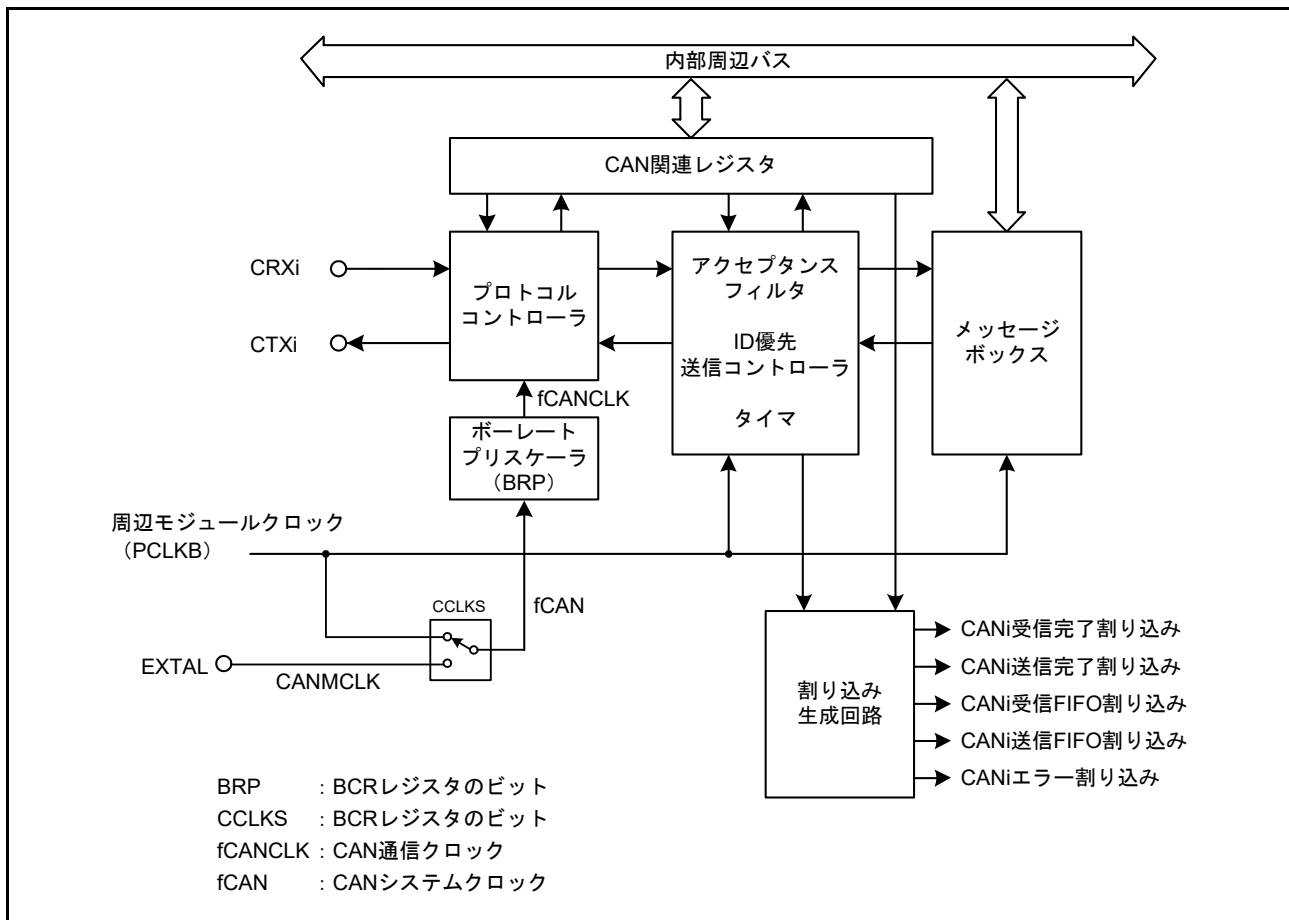 内部周辺バス
CAN関連レジスタ
CRXi
CTXi
プロトコル
コントローラ
アクセプタンス
フィルタ
ID優先
送信コントローラ
タイマ
メッセージ
ボックス
fCANCLK
ボーレート
プリスケーラ
（BRP）
周辺モジュールクロック
（PCLKB）
CCLKS
fCAN
EXTAL
CANMCLK
割り込み
生成回路
CANi受信完了割り込み
CANi送信完了割り込み
CANi受信FIFO割り込み
CANi送信FIFO割り込み
CANiエラー割り込み
BRP : BCRレジスタのビット
CCLKS : BCRレジスタのビット
fCANCLK : CAN通信クロック
fCAN : CANシステムクロック